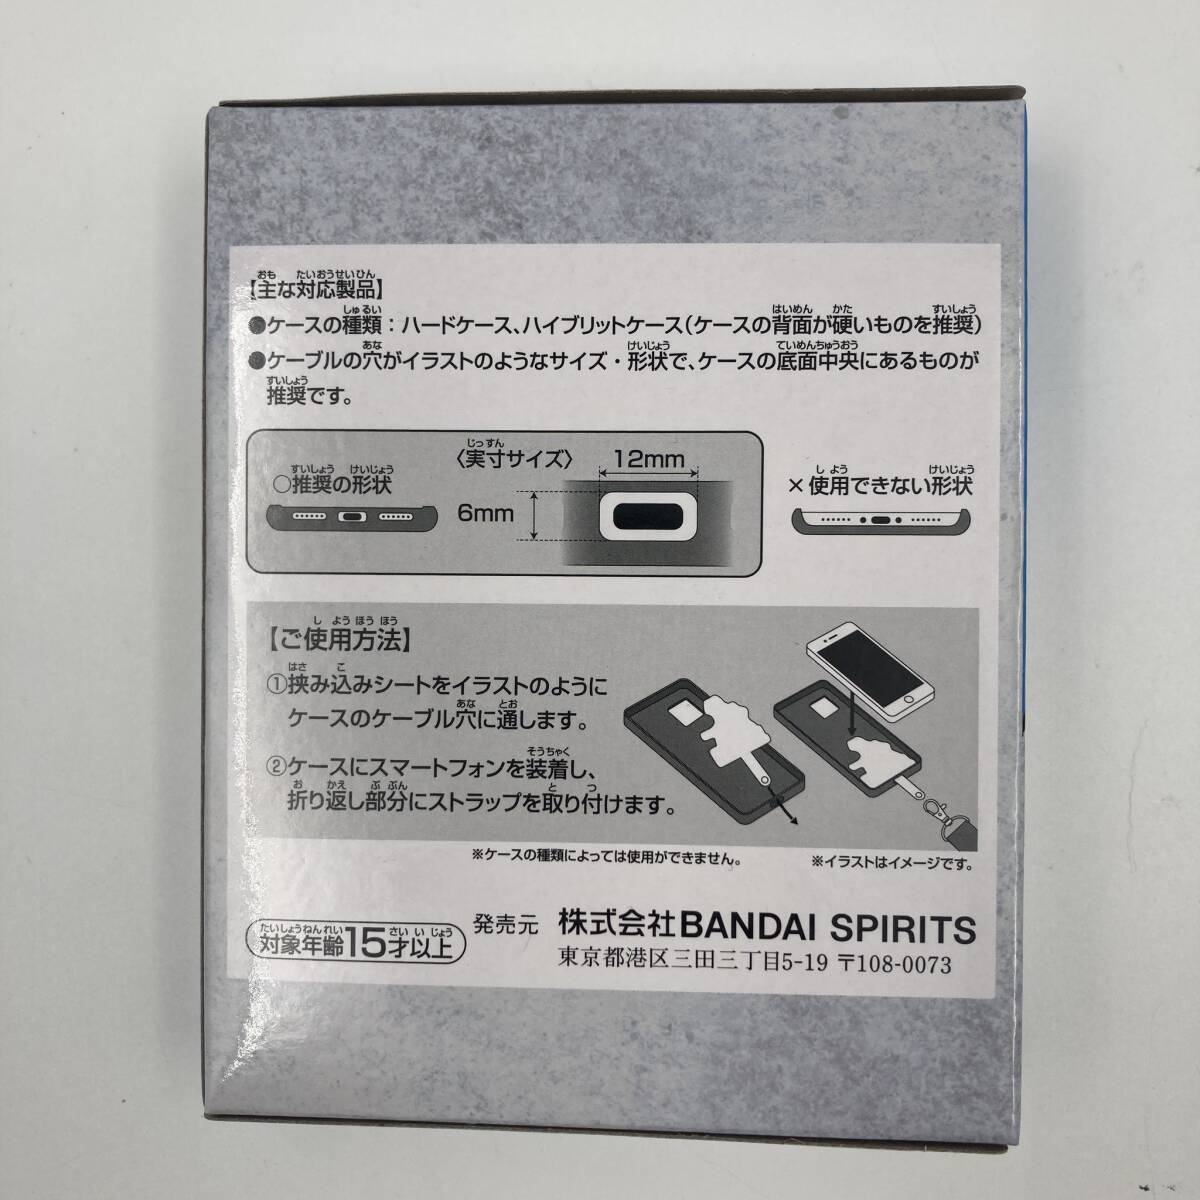 【主な対応製品】
●ケースの種類：ハードケース、ハイブリットケース(ケースの背面が硬いものを推奨)
●ケーブルの穴がイラストのようなサイズ・形状で、ケースの底面中央にあるものが
推奨です。
〈実寸サイズ〉
12mm
○推奨の形状
6mm
×使用できない形状
【ご使用方法】
①挟み込みシートをイラストのように
ケースのケーブル穴に通します。
②ケースにスマートフォンを装着し、
折り返し部分にストラップを取り付けます。
※ケースの種類によっては使用ができません。
※イラストはイメージです。
対象年齢15才以上
発売元 株式会社BANDAI SPIRITS
東京都港区三田三丁目5-19 〒108-0073